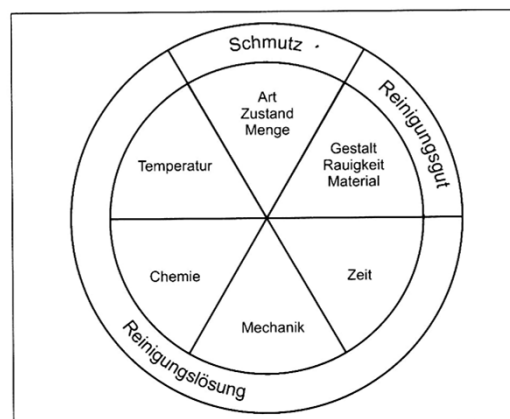 Schmutz
Reinigungsgut
Art
Zustand
Menge
Gestalt
Rauigkeit
Material
Temperatur
Chemie
Zeit
Mechanik
Reinigungslösung